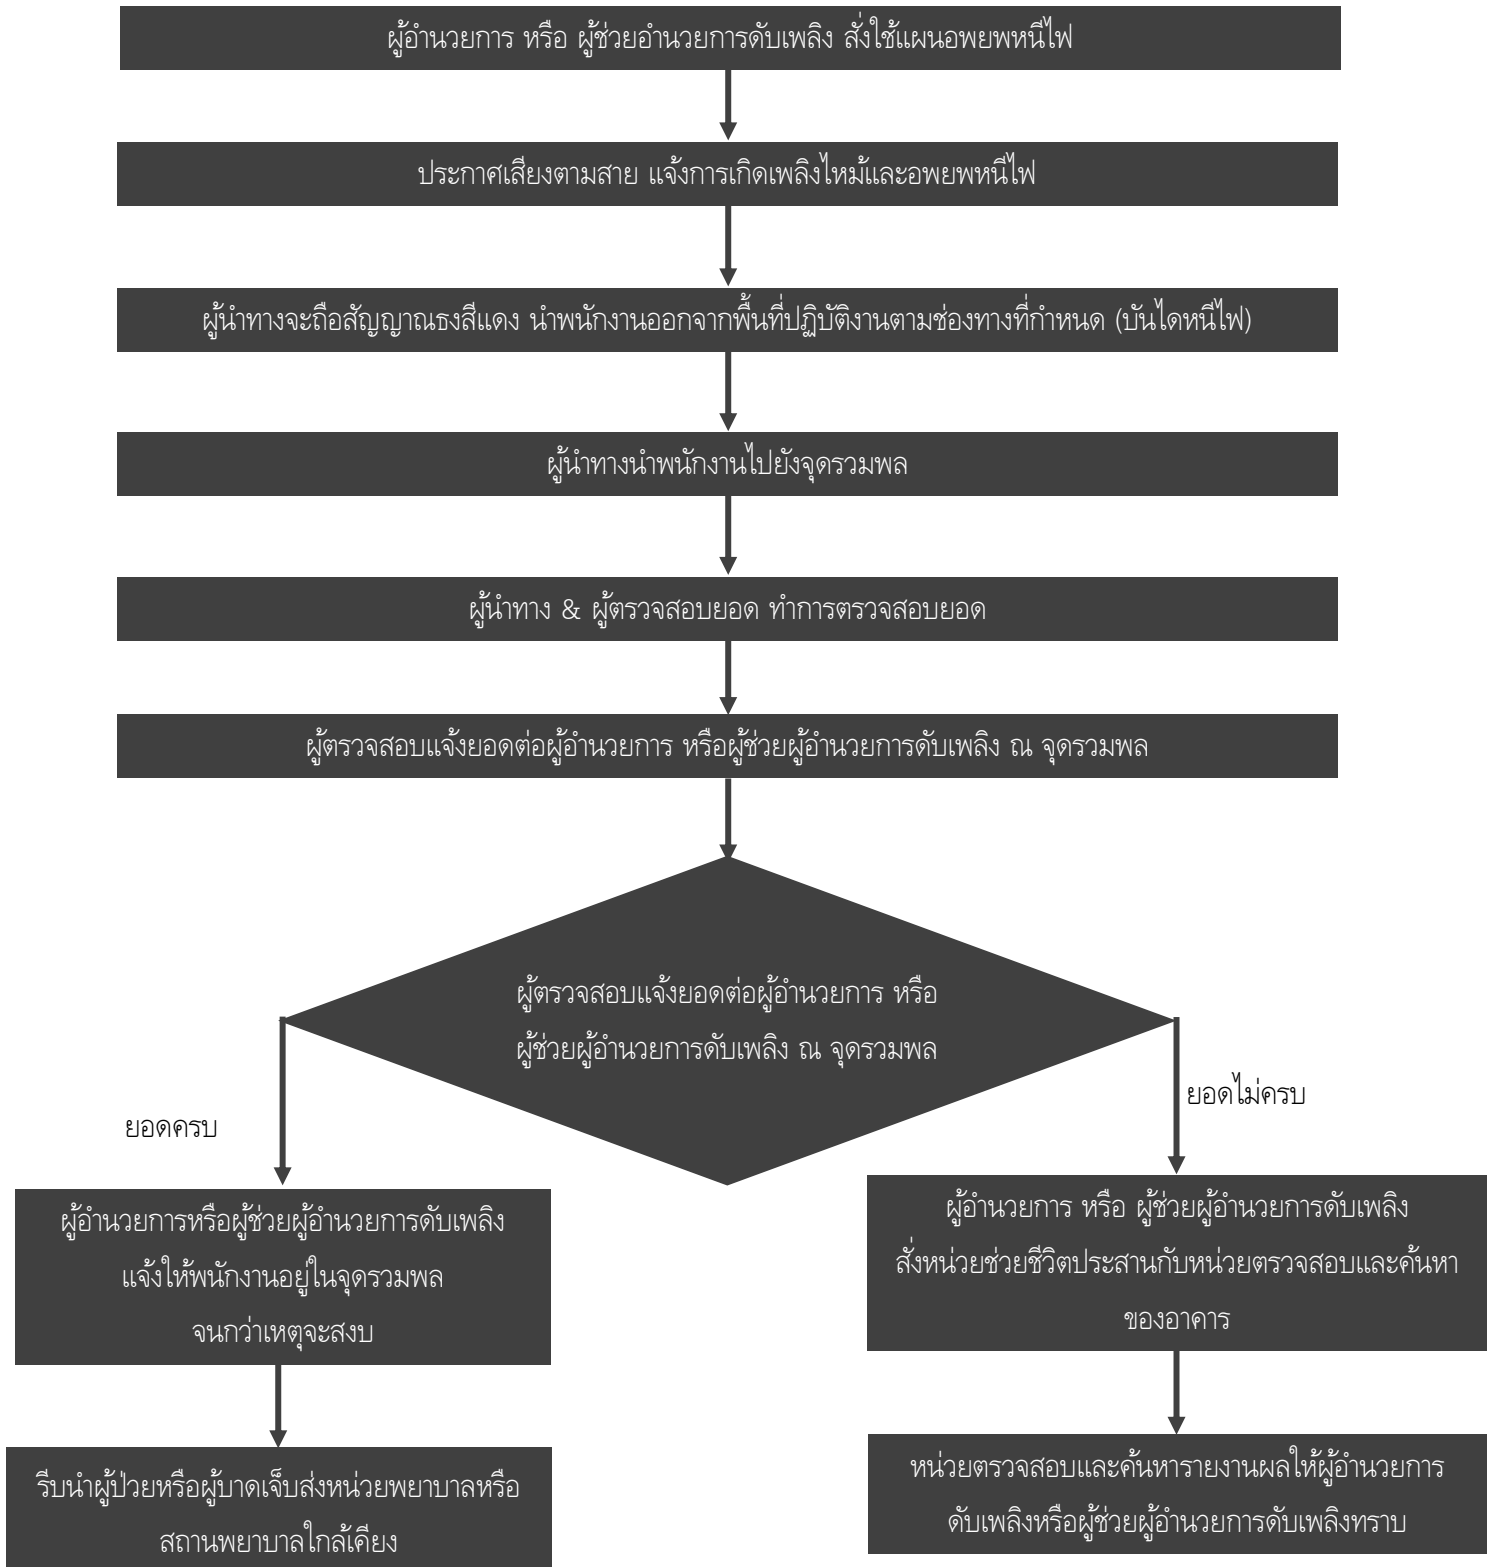 ผู้อำนวยการ หรือ ผู้ช่วยอำนวยการดับเพลิง สั่งใช้แผนอพยพหนีไฟ
ประกาศเสียงตามสาย แจ้งการเกิดเพลิงไหม้และอพยพหนีไฟ
ผู้นำทางจะถือสัญญาณธงสีแดง นำพนักงานออกจากพื้นที่ปฏิบัติงานตามช่องทางที่กำหนด (บันไดหนีไฟ)
ผู้นำทางนำพนักงานไปยังจุดรวมพล
ผู้นำทาง & ผู้ตรวจสอบยอด ทำการตรวจสอบยอด
ผู้ตรวจสอบแจ้งยอดต่อผู้อำนวยการ หรือผู้ช่วยผู้อำนวยการดับเพลิง ณ จุดรวมพล
ผู้ตรวจสอบแจ้งยอดต่อผู้อำนวยการ หรือ
ผู้ช่วยผู้อำนวยการดับเพลิง ณ จุดรวมพล
ยอดครบ
ยอดไม่ครบ
ผู้อำนวยการหรือผู้ช่วยผู้อำนวยการดับเพลิง
แจ้งให้พนักงานอยู่ในจุดรวมพล
จนกว่าเหตุจะสงบ
ผู้อำนวยการ หรือ ผู้ช่วยผู้อำนวยการดับเพลิง
สั่งหน่วยช่วยชีวิตประสานกับหน่วยตรวจสอบและค้นหา
ของอาคาร
รีบนำผู้ป่วยหรือผู้บาดเจ็บส่งหน่วยพยาบาลหรือ
สถานพยาบาลใกล้เคียง
หน่วยตรวจสอบและค้นหารายงานผลให้ผู้อำนวยการ
ดับเพลิงหรือผู้ช่วยผู้อำนวยการดับเพลิงทราบ